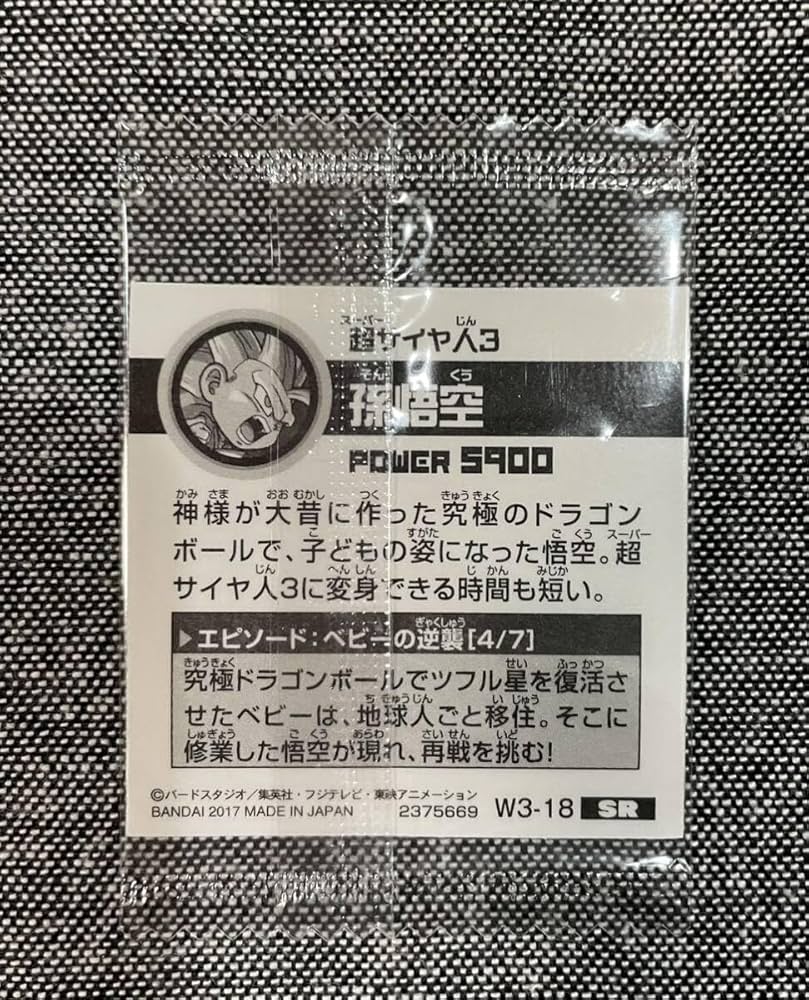 超サイヤ人3
孫悟空
POWER 5900
神様が大昔に作った究極のドラゴン
ボールで、子どもの姿になった悟空。超
サイヤ人3に変身できる時間も短い。
▶エピソード:ベビーの逆襲[4/7]
究極ドラゴンボールでツフル星を復活さ
せたベビーは、地球人ごと移住。そこに
修業した悟空が現れ、再戦を挑む!
©バードスタジオ/集英社・フジテレビ・東映アニメーション
BANDAI 2017 MADE IN JAPAN 2375669 W3-18 SR